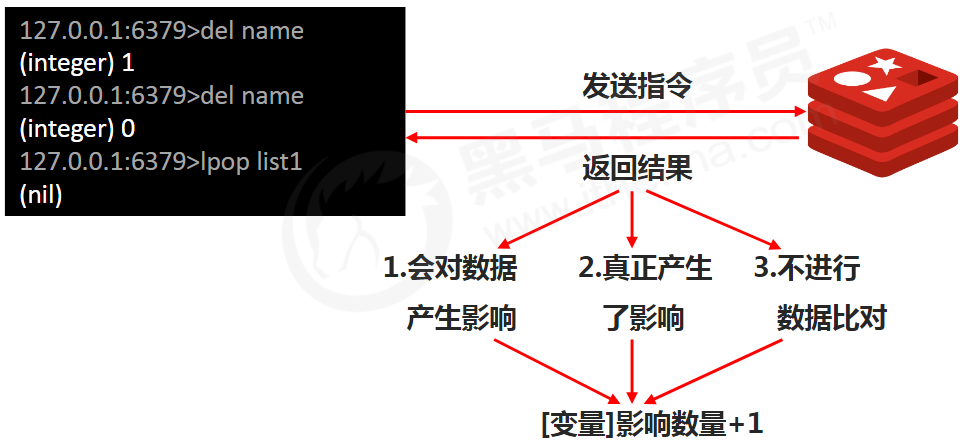 127.0.0.1:6379>del name
(integer) 1
127.0.0.1:6379>del name
(integer) 0
127.0.0.1:6379>lpop list1
(nil)
发送指令
返回结果
1.会对数据
产生影响
2.真正产生
了影响
3.不进行
数据比对
[变量]影响数量+1
黑马程序员™